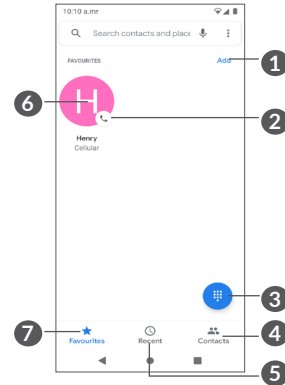 10:10 a.m.
Search contacts and place
FAVOURITES
Add
1
H
6
2
Henry
Cellular
3
7
Favourites
Recent
Contacts
4
5